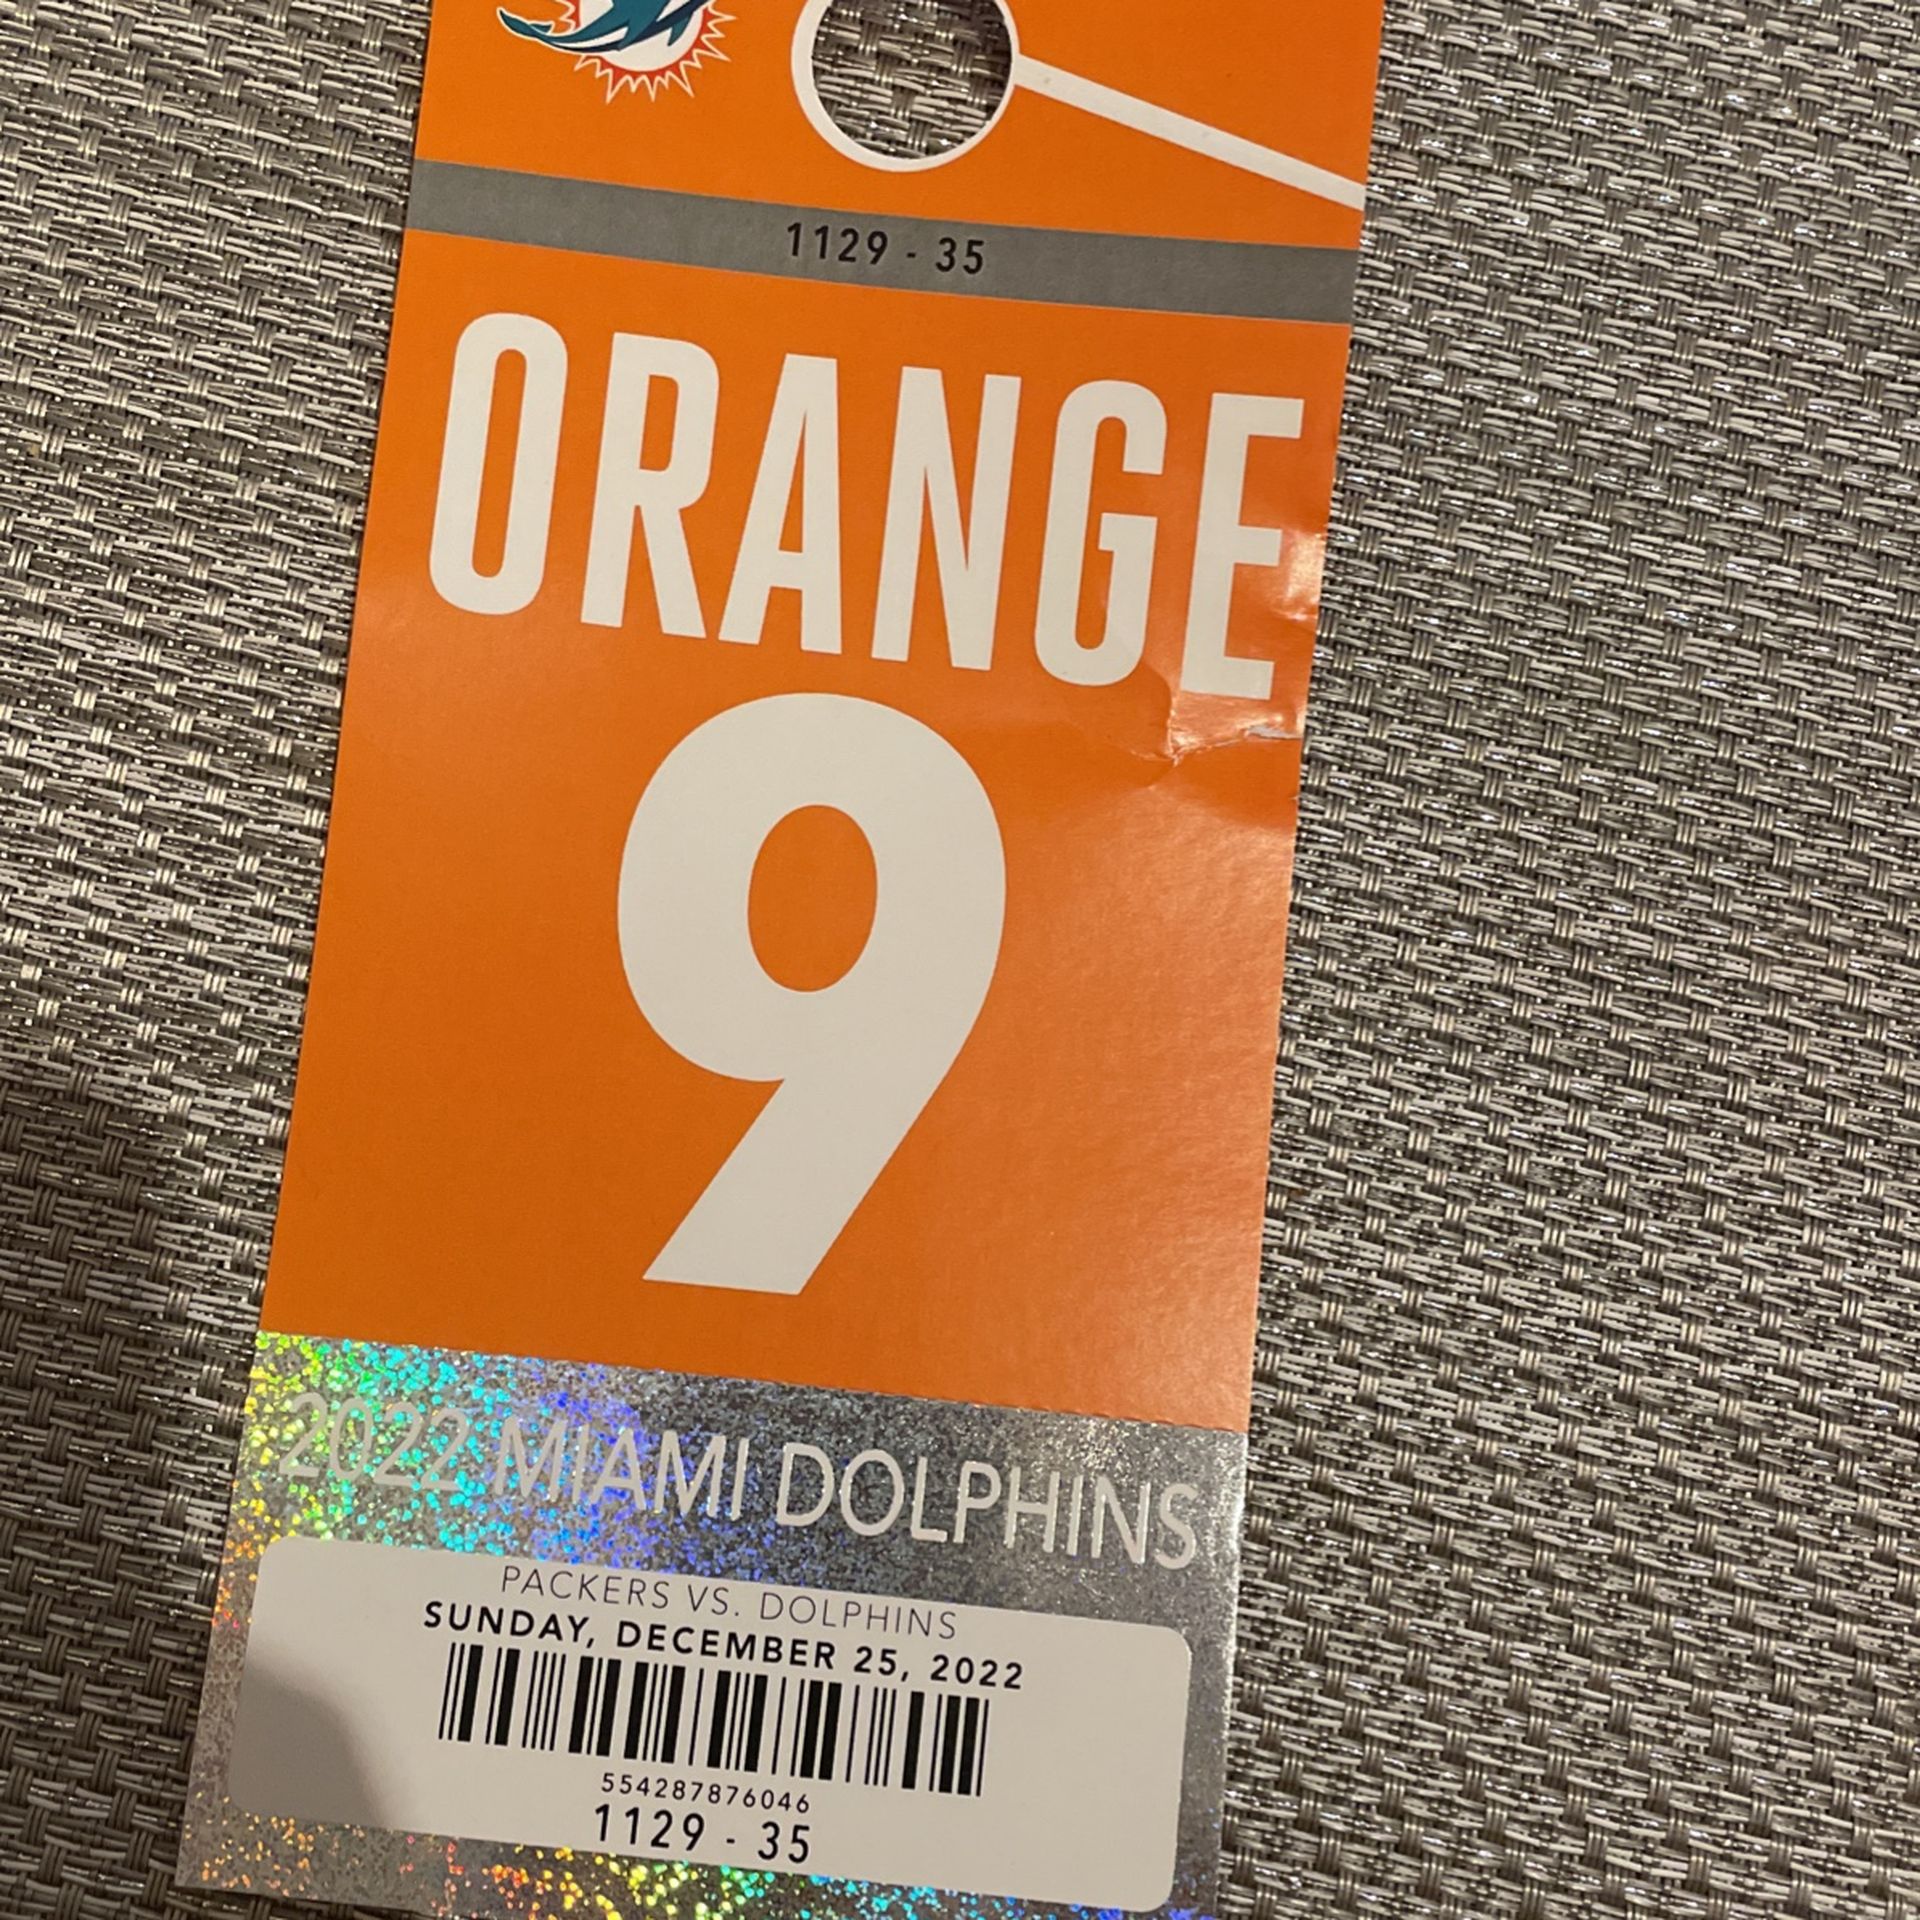 1129 - 35
ORANGE
9
2022 MIAMI DOLPHINS
PACKERS VS. DOLPHINS
SUNDAY, DECEMBER 25, 2022
554287876046
1129 - 35